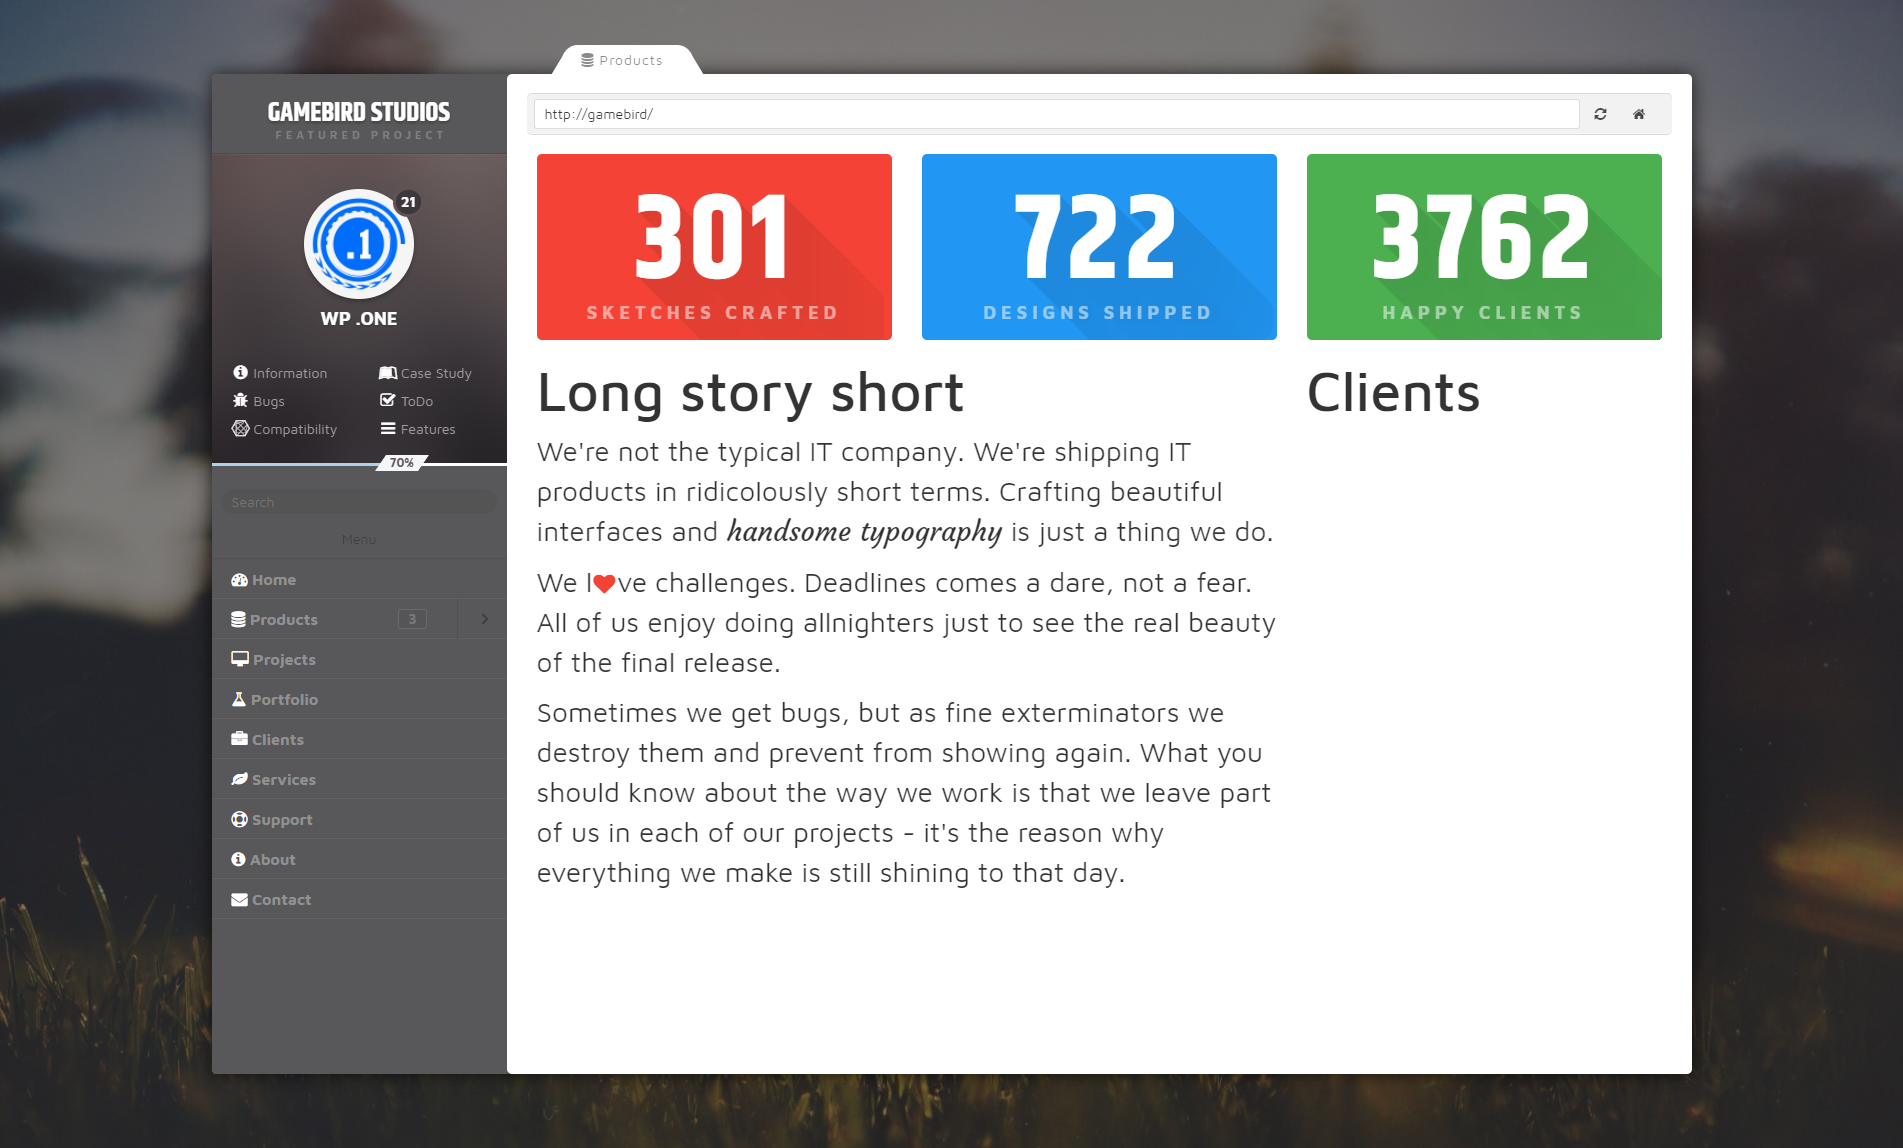 Products
GAMEBIRD STUDIOS
FEATURED PROJECT
http://gamebird/
21
.1
WP .ONE
Information
Case Study
Bugs
ToDo
Compatibility
Features
70%
Search
Menu
Home
Products
3
Projects
Portfolio
Clients
Services
Support
About
Contact
301
SKETCHES CRAFTED
722
DESIGNS SHIPPED
3762
HAPPY CLIENTS
Long story short
We're not the typical IT company. We're shipping IT
products in ridicolously short terms. Crafting beautiful
interfaces and handsome typography is just a thing we do.
We l♥ve challenges. Deadlines comes a dare, not a fear.
All of us enjoy doing allnighters just to see the real beauty
of the final release.
Sometimes we get bugs, but as fine exterminators we
destroy them and prevent from showing again. What you
should know about the way we work is that we leave part
of us in each of our projects - it's the reason why
everything we make is still shining to that day.
Clients